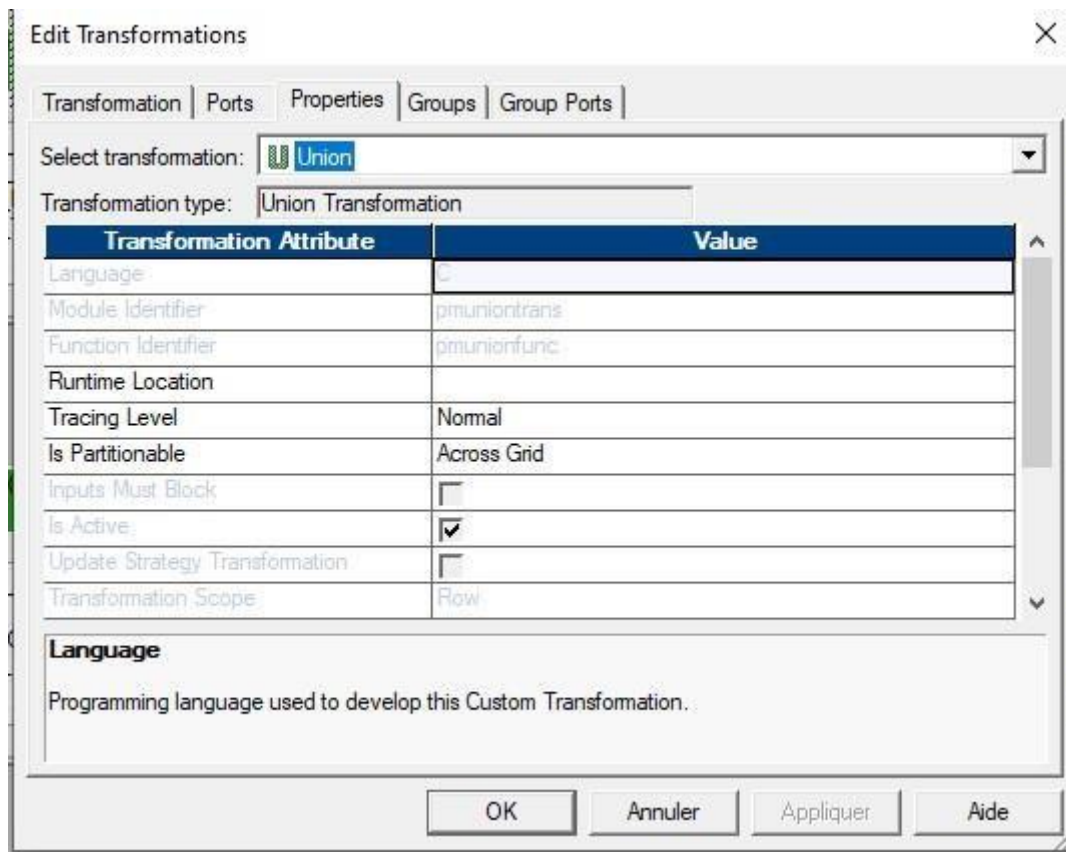 Edit Transformations
Transformation Ports Properties Groups Group Ports
Select transformation: Union
Transformation type: Union Transformation
Transformation Attribute Value
Language C
Module Identifier pmuniontrans
Function Identifier pmunionfunc
Runtime Location
Tracing Level Normal
Is Partitionable Across Grid
Inputs Must Block
Is Active
Update Strategy Transformation
Transformation Scope Row
Language
Programming language used to develop this Custom Transformation.
OK Annuler Appliquer Aide